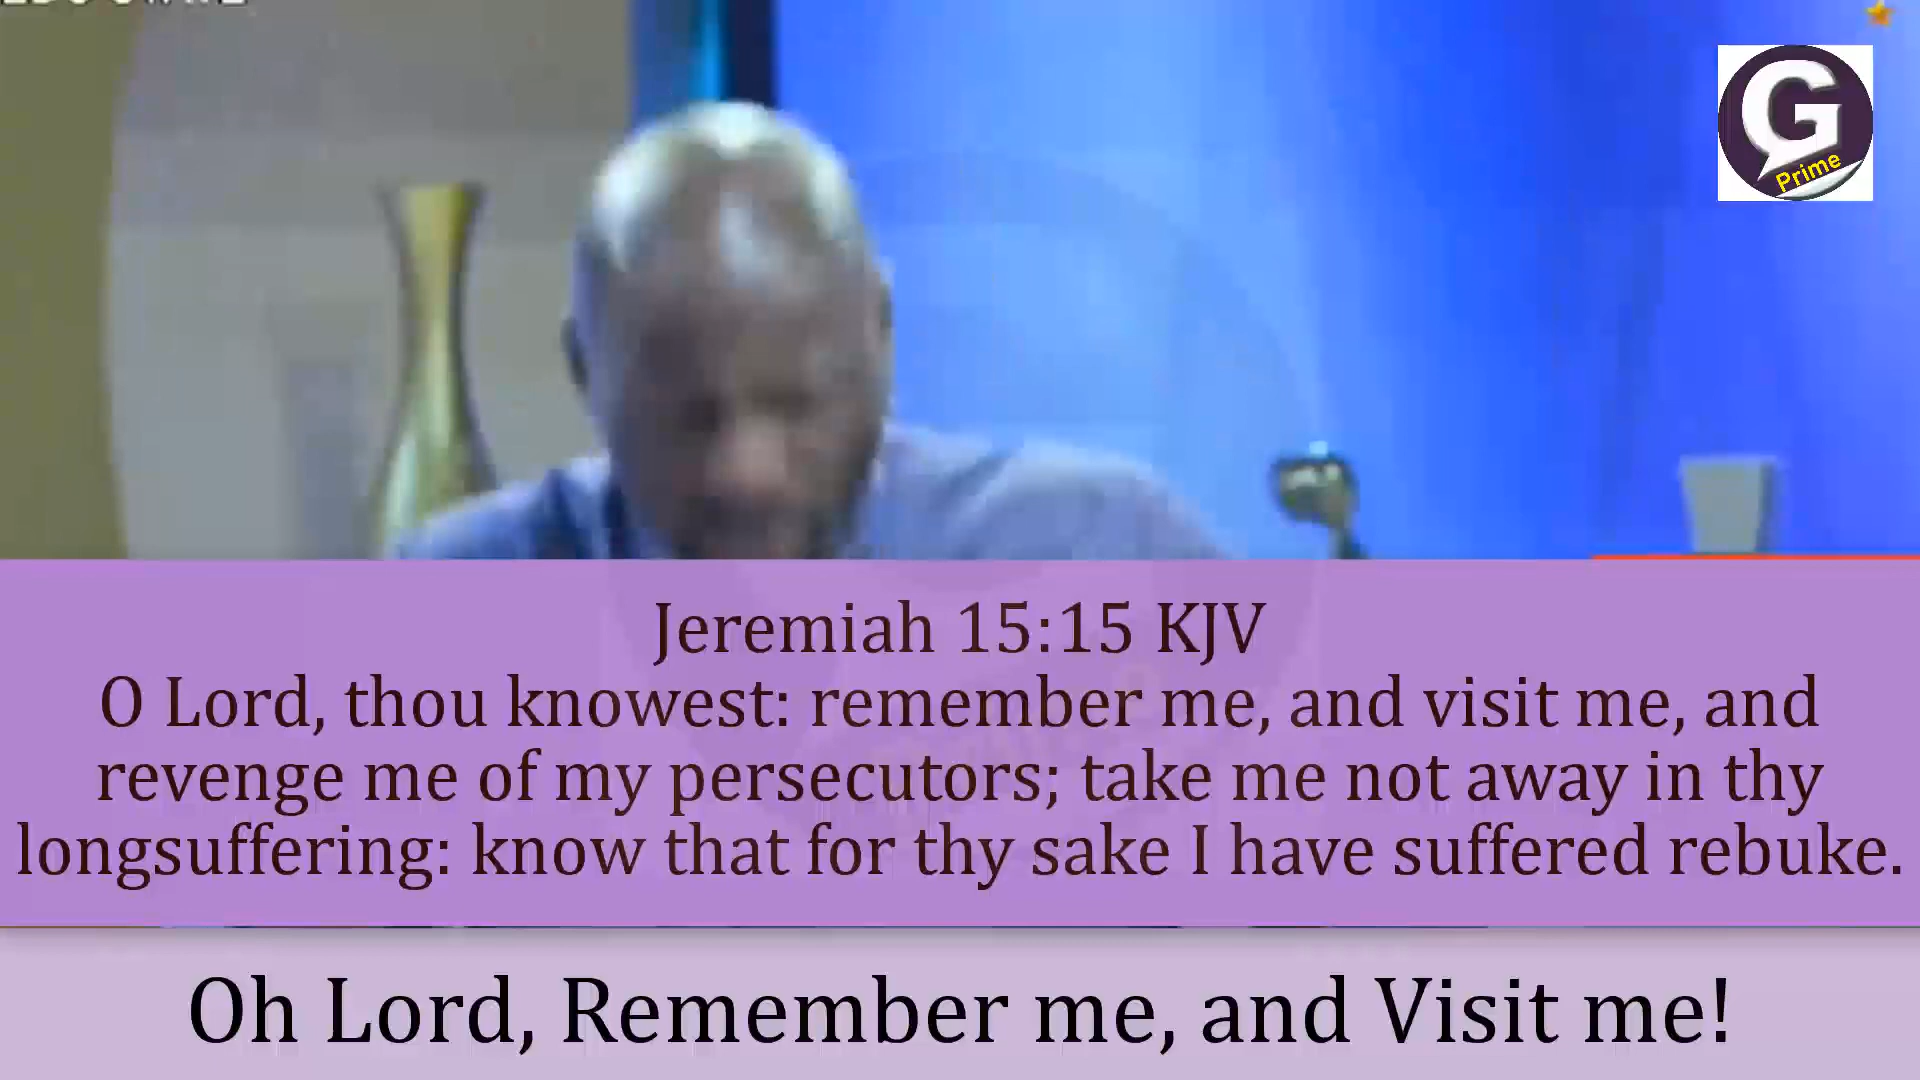 G
Prime
Jeremiah 15:15 KJV
O Lord, thou knowest: remember me, and visit me, and
revenge me of my persecutors; take me not away in thy
longsuffering: know that for thy sake I have suffered rebuke.
Oh Lord, Remember me, and Visit me!